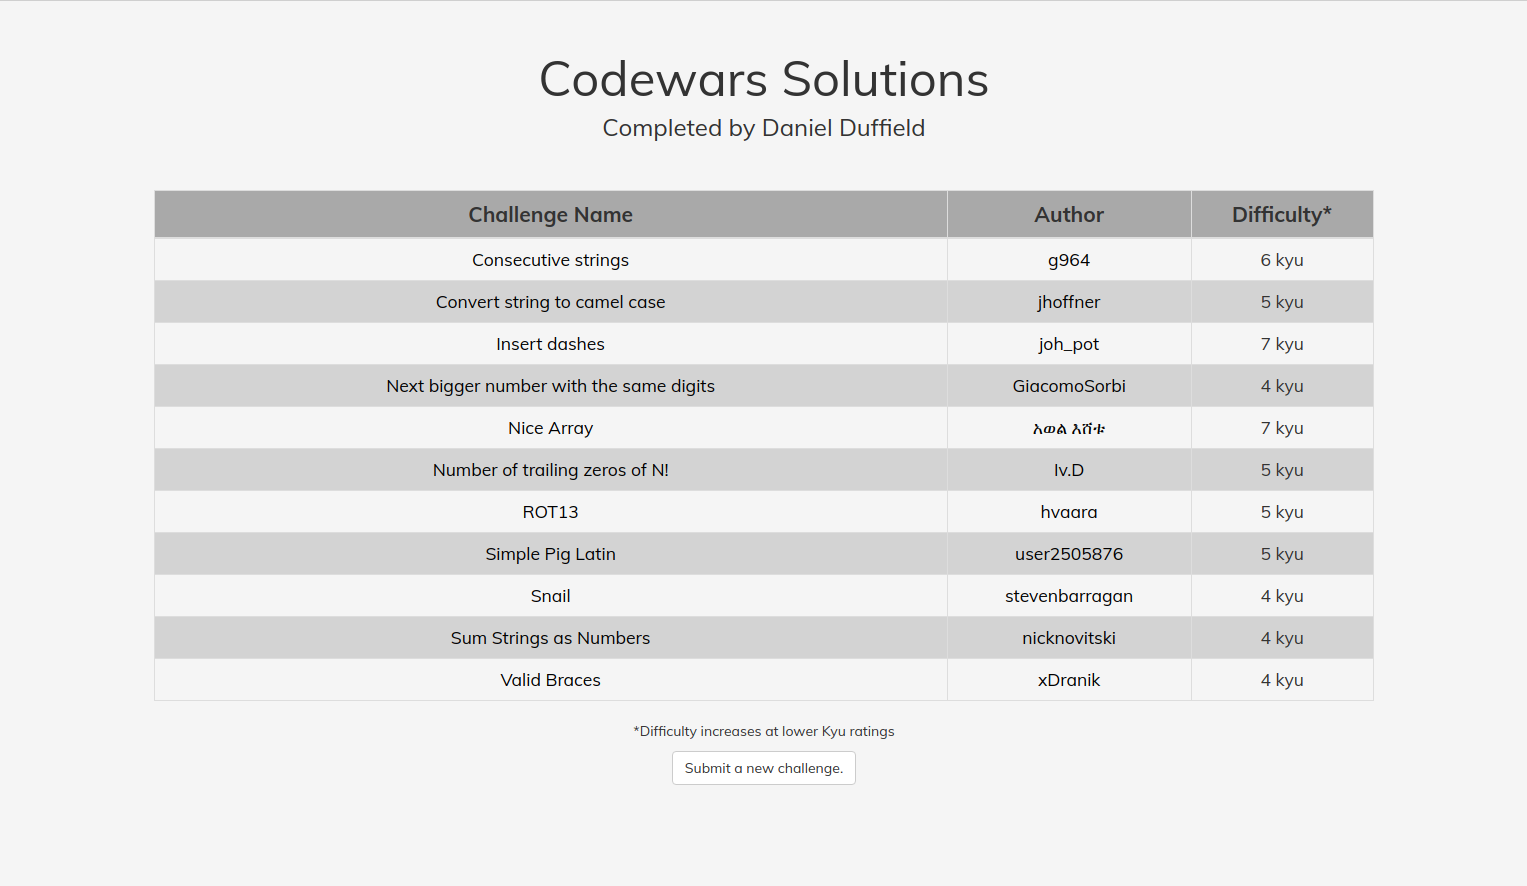 Codewars Solutions
Completed by Daniel Duffield
Challenge Name Author Difficulty*
Consecutive strings g964 6 kyu
Convert string to camel case jhoffner 5 kyu
Insert dashes joh_pot 7 kyu
Next bigger number with the same digits GiacomoSorbi 4 kyu
Nice Array አወል እሸቱ 7 kyu
Number of trailing zeros of N! Iv.D 5 kyu
ROT13 hvaara 5 kyu
Simple Pig Latin user2505876 5 kyu
Snail stevenbarragan 4 kyu
Sum Strings as Numbers nicknovitski 4 kyu
Valid Braces xDranik 4 kyu
*Difficulty increases at lower Kyu ratings
Submit a new challenge.